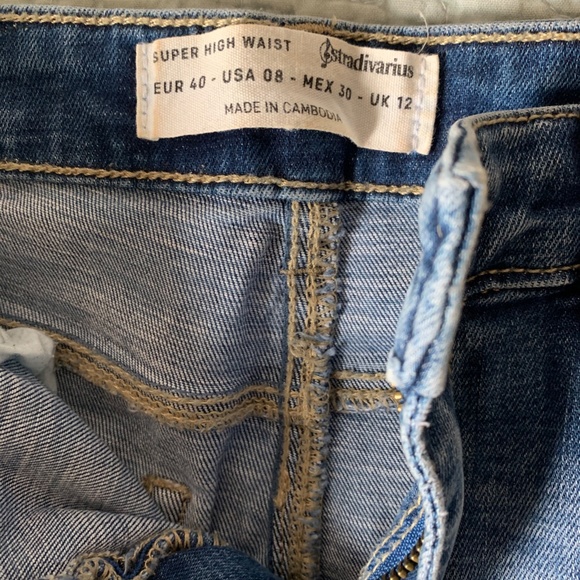 SUPER HIGH WAIST stradivarius
EUR 40 - USA 08 - MEX 30 - UK 12
MADE IN CAMBODIA